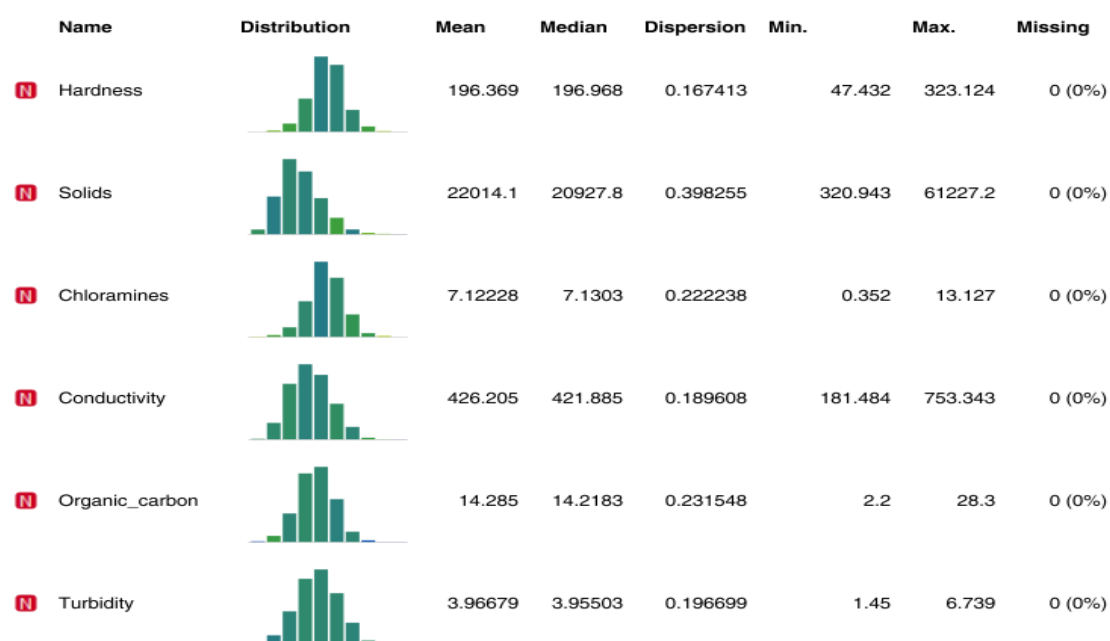 Name Distribution Mean Median Dispersion Min. Max. Missing
N Hardness 196.369 196.968 0.167413 47.432 323.124 0 (0%)
N Solids 22014.1 20927.8 0.398255 320.943 61227.2 0 (0%)
N Chloramines 7.12228 7.1303 0.222238 0.352 13.127 0 (0%)
N Conductivity 426.205 421.885 0.189608 181.484 753.343 0 (0%)
N Organic_carbon 14.285 14.2183 0.231548 2.2 28.3 0 (0%)
N Turbidity 3.96679 3.95503 0.196699 1.45 6.739 0 (0%)